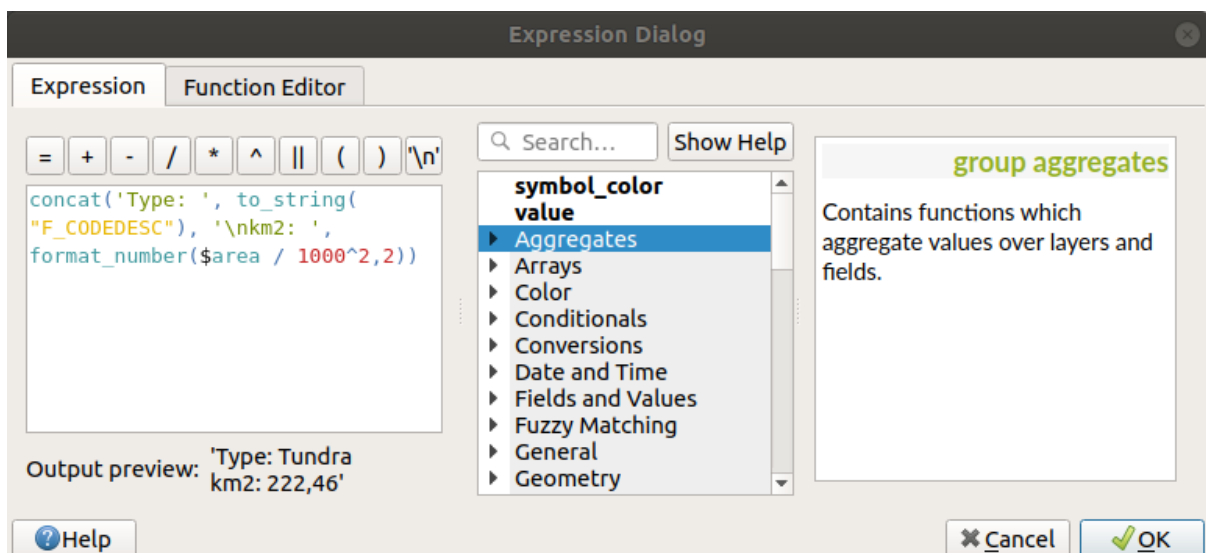 Expression Dialog
Expression
Function Editor
= + - / * ^ || ( ) '\n'
concat('Type: ', to_string(
"F_CODEDESC"), '\nkm2: ',
format_number($area / 1000^2,2))
Output preview: 'Type: Tundra
km2: 222,46'
Search...
Show Help
symbol_color
value
Aggregates
Arrays
Color
Conditionals
Conversions
Date and Time
Fields and Values
Fuzzy Matching
General
Geometry
group aggregates
Contains functions which
aggregate values over layers and
fields.
Help
Cancel
OK